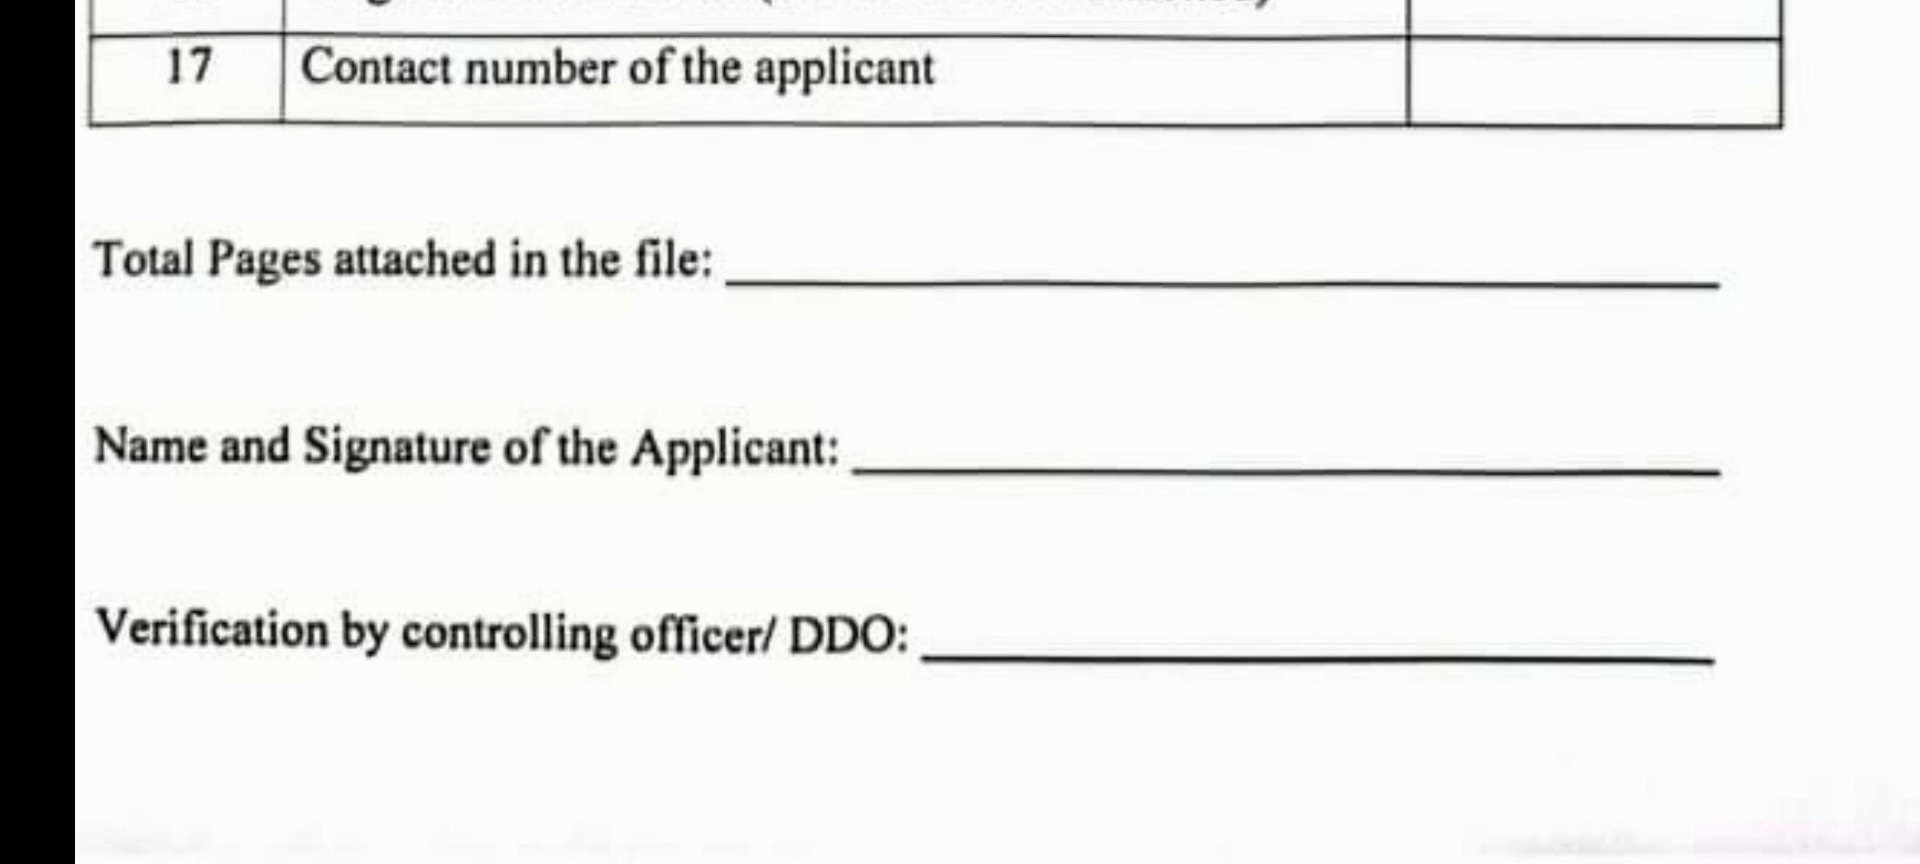 17 Contact number of the applicant
Total Pages attached in the file:
Name and Signature of the Applicant:
Verification by controlling officer/ DDO: